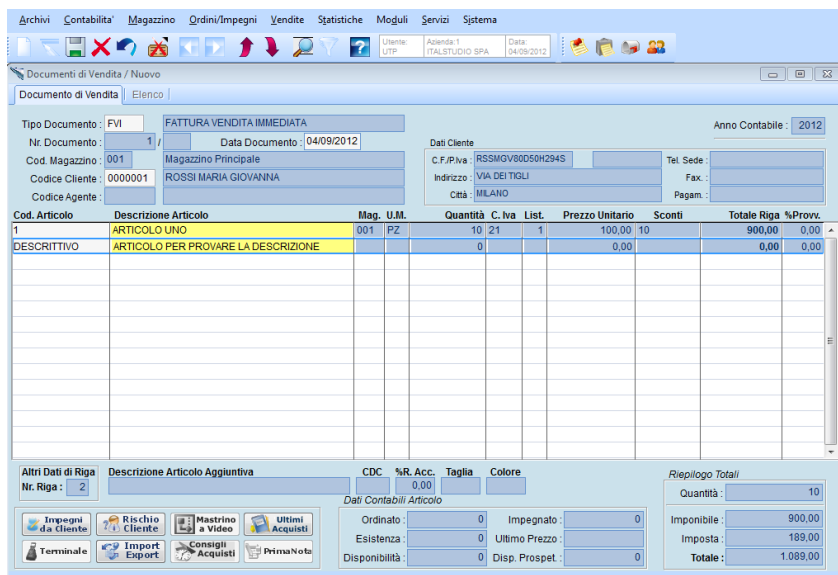 Archivi Contabilita' Magazzino Ordini/Impegni Vendite Statistiche Moduli Servizi Sistema
Utente: UTP Azienda:1 ITALSTUDIO SPA Data: 04/09/2012
Documenti di Vendita / Nuovo
Documento di Vendita Elenco
Tipo Documento : FVI FATTURA VENDITA IMMEDIATA Anno Contabile : 2012
Nr. Documento : 1 / Data Documento : 04/09/2012 Dati Cliente
Cod. Magazzino : 001 Magazzino Principale C.F./P.Iva : RSSMGV80D50H294S Tel. Sede :
Codice Cliente : 0000001 ROSSI MARIA GIOVANNA Indirizzo : VIA DEI TIGLI Fax. :
Codice Agente : Città : MILANO Pagam. :
Cod. Articolo Descrizione Articolo Mag. U.M. Quantità C. Iva List. Prezzo Unitario Sconti Totale Riga %Provv.
1 ARTICOLO UNO 001 PZ 10 21 1 100,00 10 900,00 0,00
DESCRITTIVO ARTICOLO PER PROVARE LA DESCRIZIONE 0 0,00 0,00 0,00
Altri Dati di Riga Descrizione Articolo Aggiuntiva CDC %R. Acc. Taglia Colore Riepilogo Totali
Nr. Riga : 2 0,00
Dati Contabili Articolo Quantità : 10
Impegni da Cliente Rischio Cliente Mastrino a Video Ultimi Acquisti Ordinato : 0 Impegnato : 0 Imponibile : 900,00
Esistenza : 0 Ultimo Prezzo : Imposta : 189,00
Terminale Import Export Consigli Acquisti PrimaNota Disponibilità : 0 Disp. Prospet. : 0 Totale : 1.089,00